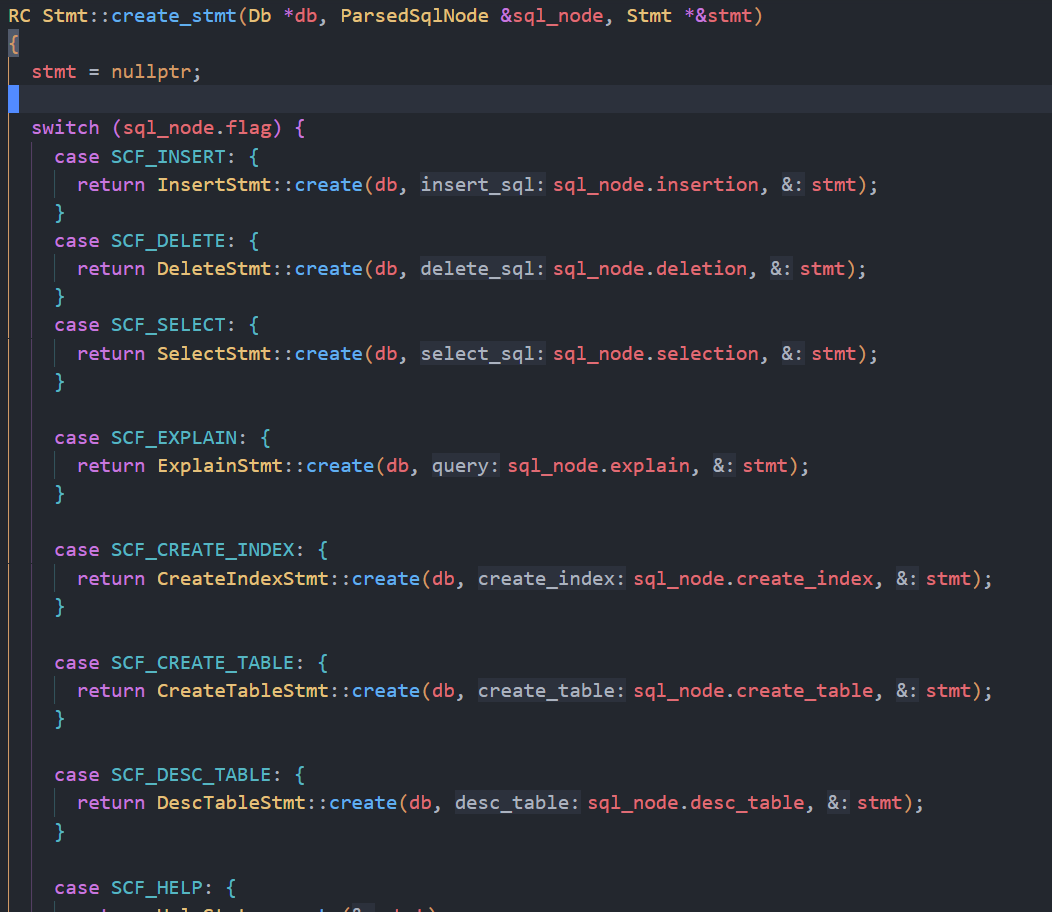 RC Stmt::create_stmt(Db *db, ParsedSqlNode &sql_node, Stmt *&stmt)
{
  stmt = nullptr;

  switch (sql_node.flag) {
    case SCF_INSERT: {
      return InsertStmt::create(db, insert_sql: sql_node.insertion, &: stmt);
    }
    case SCF_DELETE: {
      return DeleteStmt::create(db, delete_sql: sql_node.deletion, &: stmt);
    }
    case SCF_SELECT: {
      return SelectStmt::create(db, select_sql: sql_node.selection, &: stmt);
    }

    case SCF_EXPLAIN: {
      return ExplainStmt::create(db, query: sql_node.explain, &: stmt);
    }

    case SCF_CREATE_INDEX: {
      return CreateIndexStmt::create(db, create_index: sql_node.create_index, &: stmt);
    }

    case SCF_CREATE_TABLE: {
      return CreateTableStmt::create(db, create_table: sql_node.create_table, &: stmt);
    }

    case SCF_DESC_TABLE: {
      return DescTableStmt::create(db, desc_table: sql_node.desc_table, &: stmt);
    }

    case SCF_HELP: {